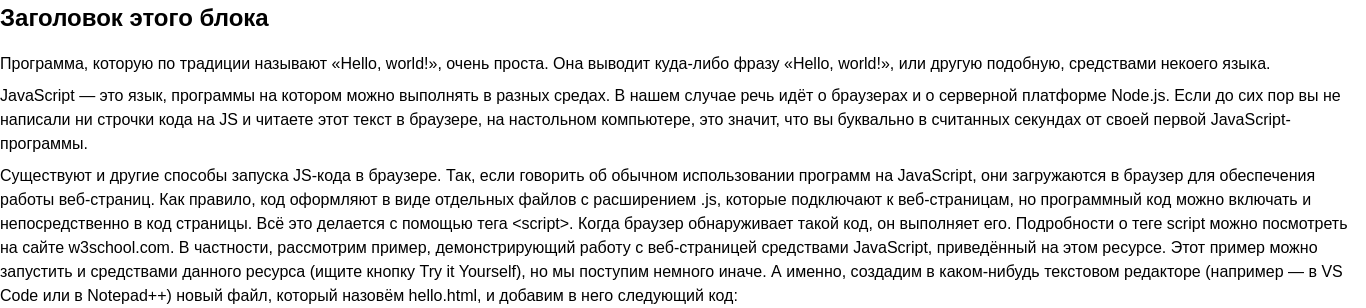 Заголовок этого блока
Программа, которую по традиции называют «Hello, world!», очень проста. Она выводит куда-либо фразу «Hello, world!», или другую подобную, средствами некоего языка.
JavaScript — это язык, программы на котором можно выполнять в разных средах. В нашем случае речь идёт о браузерах и о серверной платформе Node.js. Если до сих пор вы не
написали ни строчки кода на JS и читаете этот текст в браузере, на настольном компьютере, это значит, что вы буквально в считанных секундах от своей первой JavaScript-
программы.
Существуют и другие способы запуска JS-кода в браузере. Так, если говорить об обычном использовании программ на JavaScript, они загружаются в браузер для обеспечения
работы веб-страниц. Как правило, код оформляют в виде отдельных файлов с расширением .js, которые подключают к веб-страницам, но программный код можно включать и
непосредственно в код страницы. Всё это делается с помощью тега <script>. Когда браузер обнаруживает такой код, он выполняет его. Подробности о теге script можно посмотреть
на сайте w3school.com. В частности, рассмотрим пример, демонстрирующий работу с веб-страницей средствами JavaScript, приведённый на этом ресурсе. Этот пример можно
запустить и средствами данного ресурса (ищите кнопку Try it Yourself), но мы поступим немного иначе. А именно, создадим в каком-нибудь текстовом редакторе (например — в VS
Code или в Notepad++) новый файл, который назовём hello.html, и добавим в него следующий код: